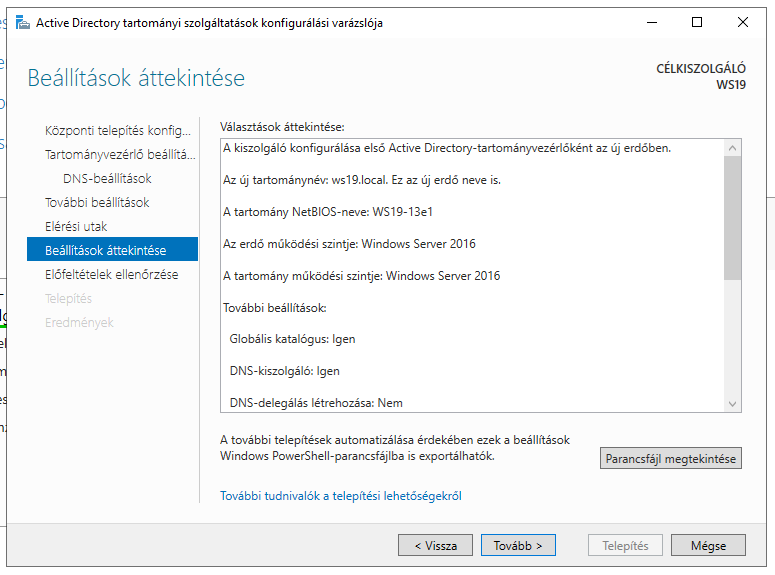 Active Directory tartományi szolgáltatások konfigurálási varázslója
Beállítások áttekintése
CÉLKISZOLGÁLÓ
WS19
Központi telepítés konfig...
Tartományvezérlő beállítá...
DNS-beállítások
További beállítások
Elérési utak
Beállítások áttekintése
Előfeltételek ellenőrzése
Telepítés
Eredmények
Választások áttekintése:
A kiszolgáló konfigurálása első Active Directory-tartományvezérlőként az új erdőben.
Az új tartománynév: ws19.local. Ez az új erdő neve is.
A tartomány NetBIOS-neve: WS19-13e1
Az erdő működési szintje: Windows Server 2016
A tartomány működési szintje: Windows Server 2016
További beállítások:
Globális katalógus: Igen
DNS-kiszolgáló: Igen
DNS-delegálás létrehozása: Nem
A további telepítések automatizálása érdekében ezek a beállítások
Windows PowerShell-parancsfájlba is exportálhatók.
Parancsfájl megtekintése
További tudnivalók a telepítési lehetőségekről
< Vissza
Tovább >
Telepítés
Mégse